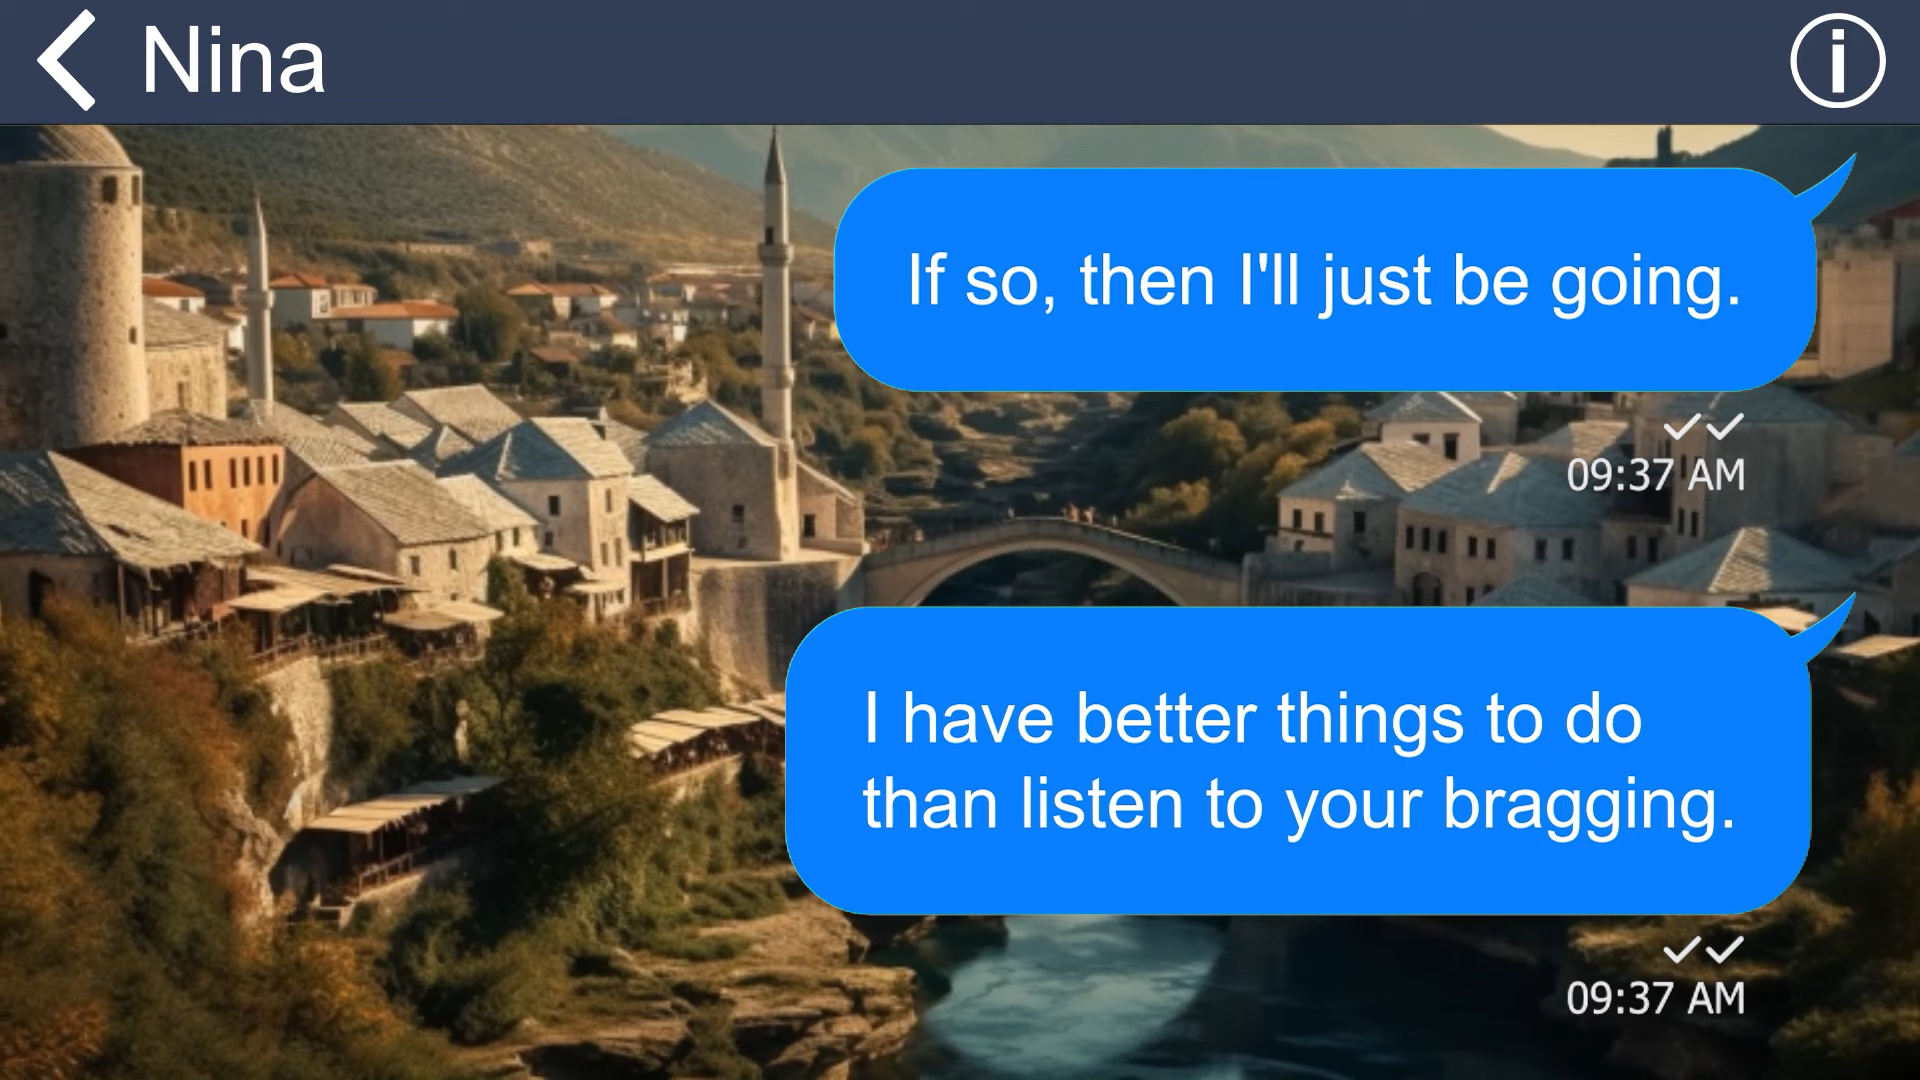 Nina
If so, then I'll just be going.
09:37 AM
I have better things to do
than listen to your bragging.
09:37 AM